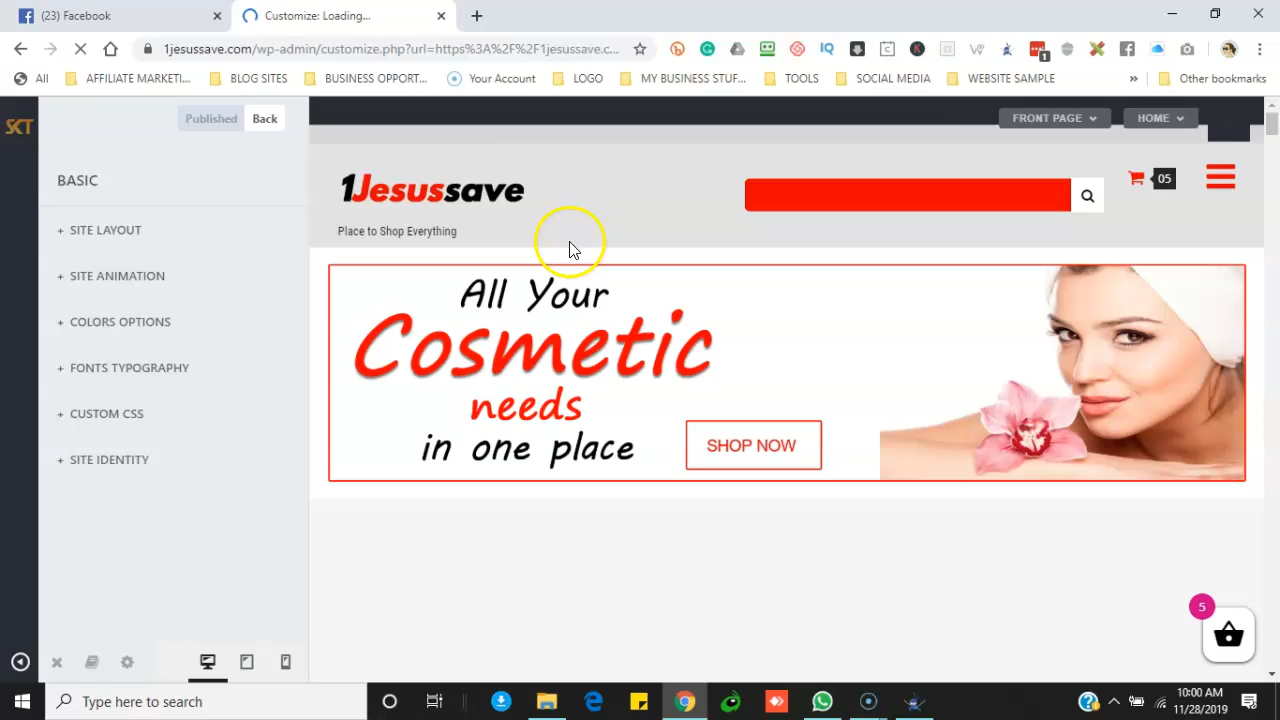 (23) Facebook
Customize: Loading...
1jesussave.com/wp-admin/customize.php?url=https%3A%2F%2F1jesussave.c...
All
AFFILIATE MARKETI...
BLOG SITES
BUSINESS OPPORT...
Your Account
LOGO
MY BUSINESS STUF...
TOOLS
SOCIAL MEDIA
WEBSITE SAMPLE
Other bookmarks
SKT
Published
Back
BASIC
+ SITE LAYOUT
+ SITE ANIMATION
+ COLORS OPTIONS
+ FONTS TYPOGRAPHY
+ CUSTOM CSS
+ SITE IDENTITY
FRONT PAGE
HOME
1Jesussave
Place to Shop Everything
05
All Your
Cosmetic
needs
in one place
SHOP NOW
5
Type here to search
10:00 AM
11/28/2019